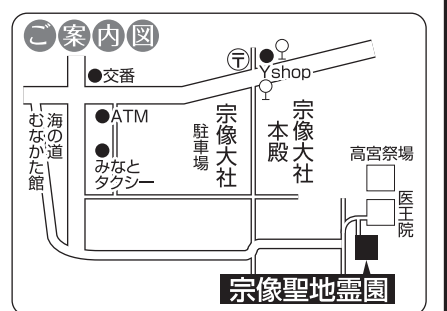 ご案内図
〒
Yshop
交番
ATM
みなと
タクシー
海の道
むなかた館
宗像大社
駐車場
宗像大社
本殿
高宮祭場
医王院
宗像聖地霊園